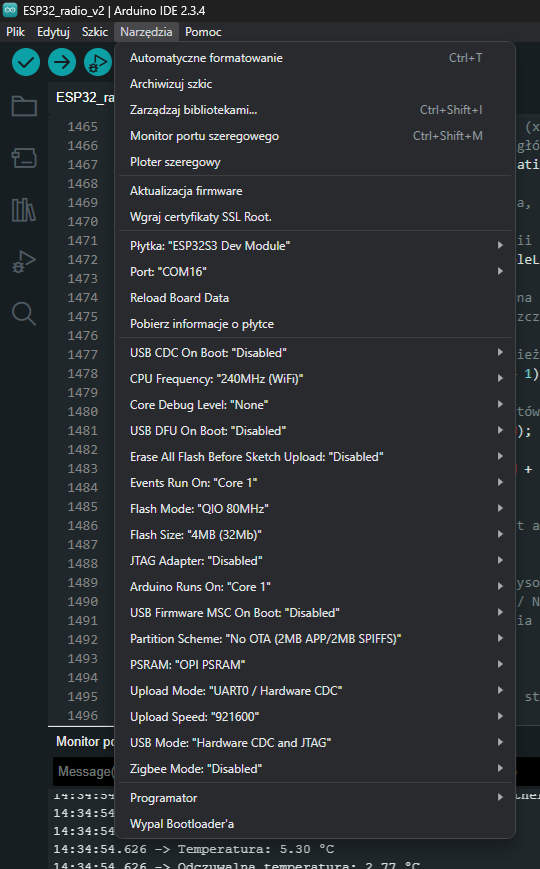 ESP32_radio_v2 | Arduino IDE 2.3.4
Plik Edytuj Szkic Narzędzia Pomoc
Automatyczne formatowanie Ctrl+T
Archiwizuj szkic
ESP32_ra
Zarządzaj bibliotekami... Ctrl+Shift+I
1465
Monitor portu szeregowego Ctrl+Shift+M
1466
Ploter szeregowy
1467
1468
Aktualizacja firmware
1469
1470
Wgraj certyfikaty SSL Root.
1471
Płytka: "ESP32S3 Dev Module"
1472
Port: "COM16"
1473
Reload Board Data
1474
1475
Pobierz informacje o płytce
1476
1477
USB CDC On Boot: "Disabled"
1478
CPU Frequency: "240MHz (WiFi)" 1)
1479
Core Debug Level: "None"
1480
1481
USB DFU On Boot: "Disabled" );
1482
Erase All Flash Before Sketch Upload: "Disabled"
1483 +
1484
Events Run On: "Core 1"
1485
Flash Mode: "QIO 80MHz"
1486
Flash Size: "4MB (32Mb)"
1487
1488
JTAG Adapter: "Disabled"
1489
Arduino Runs On: "Core 1"
1490 / N
1491
USB Firmware MSC On Boot: "Disabled"
1492
Partition Scheme: "No OTA (2MB APP/2MB SPIFFS)"
1493
PSRAM: "OPI PSRAM"
1494
1495
Upload Mode: "UART0 / Hardware CDC" st
1496
Upload Speed: "921600"
Monitor po
USB Mode: "Hardware CDC and JTAG"
Message(
Zigbee Mode: "Disabled"
14:34:54
Programator
14:34:54
Wypal Bootloader'a
14:34:54
14:34:54.626 -> Temperatura: 5.30 °C
14:34:54.626 -> Odczuwalna temperatura: 2.77 °C